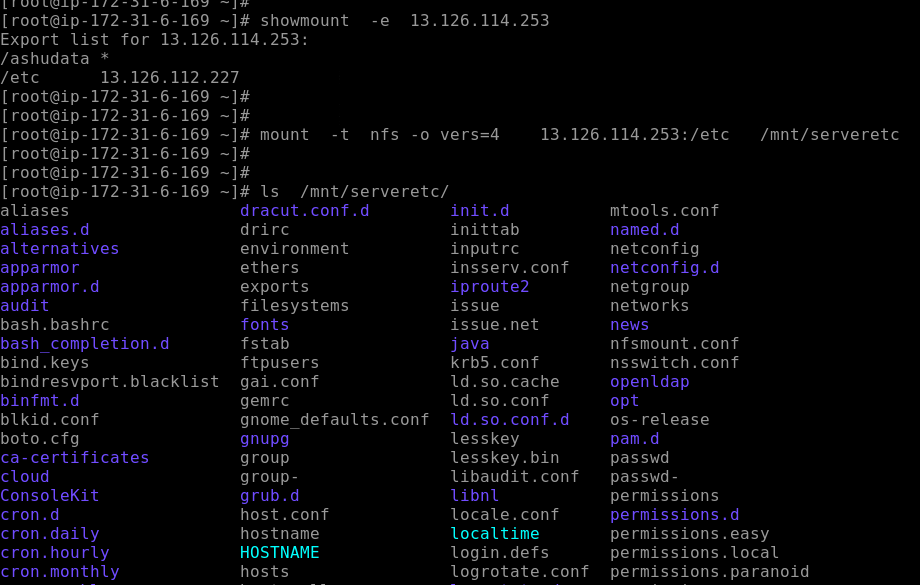 [root@ip-172-31-6-169 ~]#
[root@ip-172-31-6-169 ~]# showmount  -e  13.126.114.253
Export list for 13.126.114.253:
/ashudata *
/etc      13.126.112.227
[root@ip-172-31-6-169 ~]#
[root@ip-172-31-6-169 ~]#
[root@ip-172-31-6-169 ~]# mount  -t  nfs -o vers=4    13.126.114.253:/etc   /mnt/serveretc
[root@ip-172-31-6-169 ~]#
[root@ip-172-31-6-169 ~]#
[root@ip-172-31-6-169 ~]# ls  /mnt/serveretc/
aliases                 dracut.conf.d        init.d          mtools.conf
aliases.d               drirc                inittab         named.d
alternatives            environment          inputrc         netconfig
apparmor                ethers               insserv.conf    netconfig.d
apparmor.d              exports              iproute2        netgroup
audit                   filesystems          issue           networks
bash.bashrc             fonts                issue.net       news
bash_completion.d       fstab                java            nfsmount.conf
bind.keys               ftpusers             krb5.conf       nsswitch.conf
bindresvport.blacklist  gai.conf             ld.so.cache     openldap
binfmt.d                gemrc                ld.so.conf      opt
blkid.conf              gnome_defaults.conf  ld.so.conf.d    os-release
boto.cfg                gnupg                lesskey         pam.d
ca-certificates         group                lesskey.bin     passwd
cloud                   group-               libaudit.conf   passwd-
ConsoleKit              grub.d               libnl           permissions
cron.d                  host.conf            locale.conf     permissions.d
cron.daily              hostname             localtime       permissions.easy
cron.hourly             HOSTNAME             login.defs      permissions.local
cron.monthly            hosts                logrotate.conf  permissions.paranoid